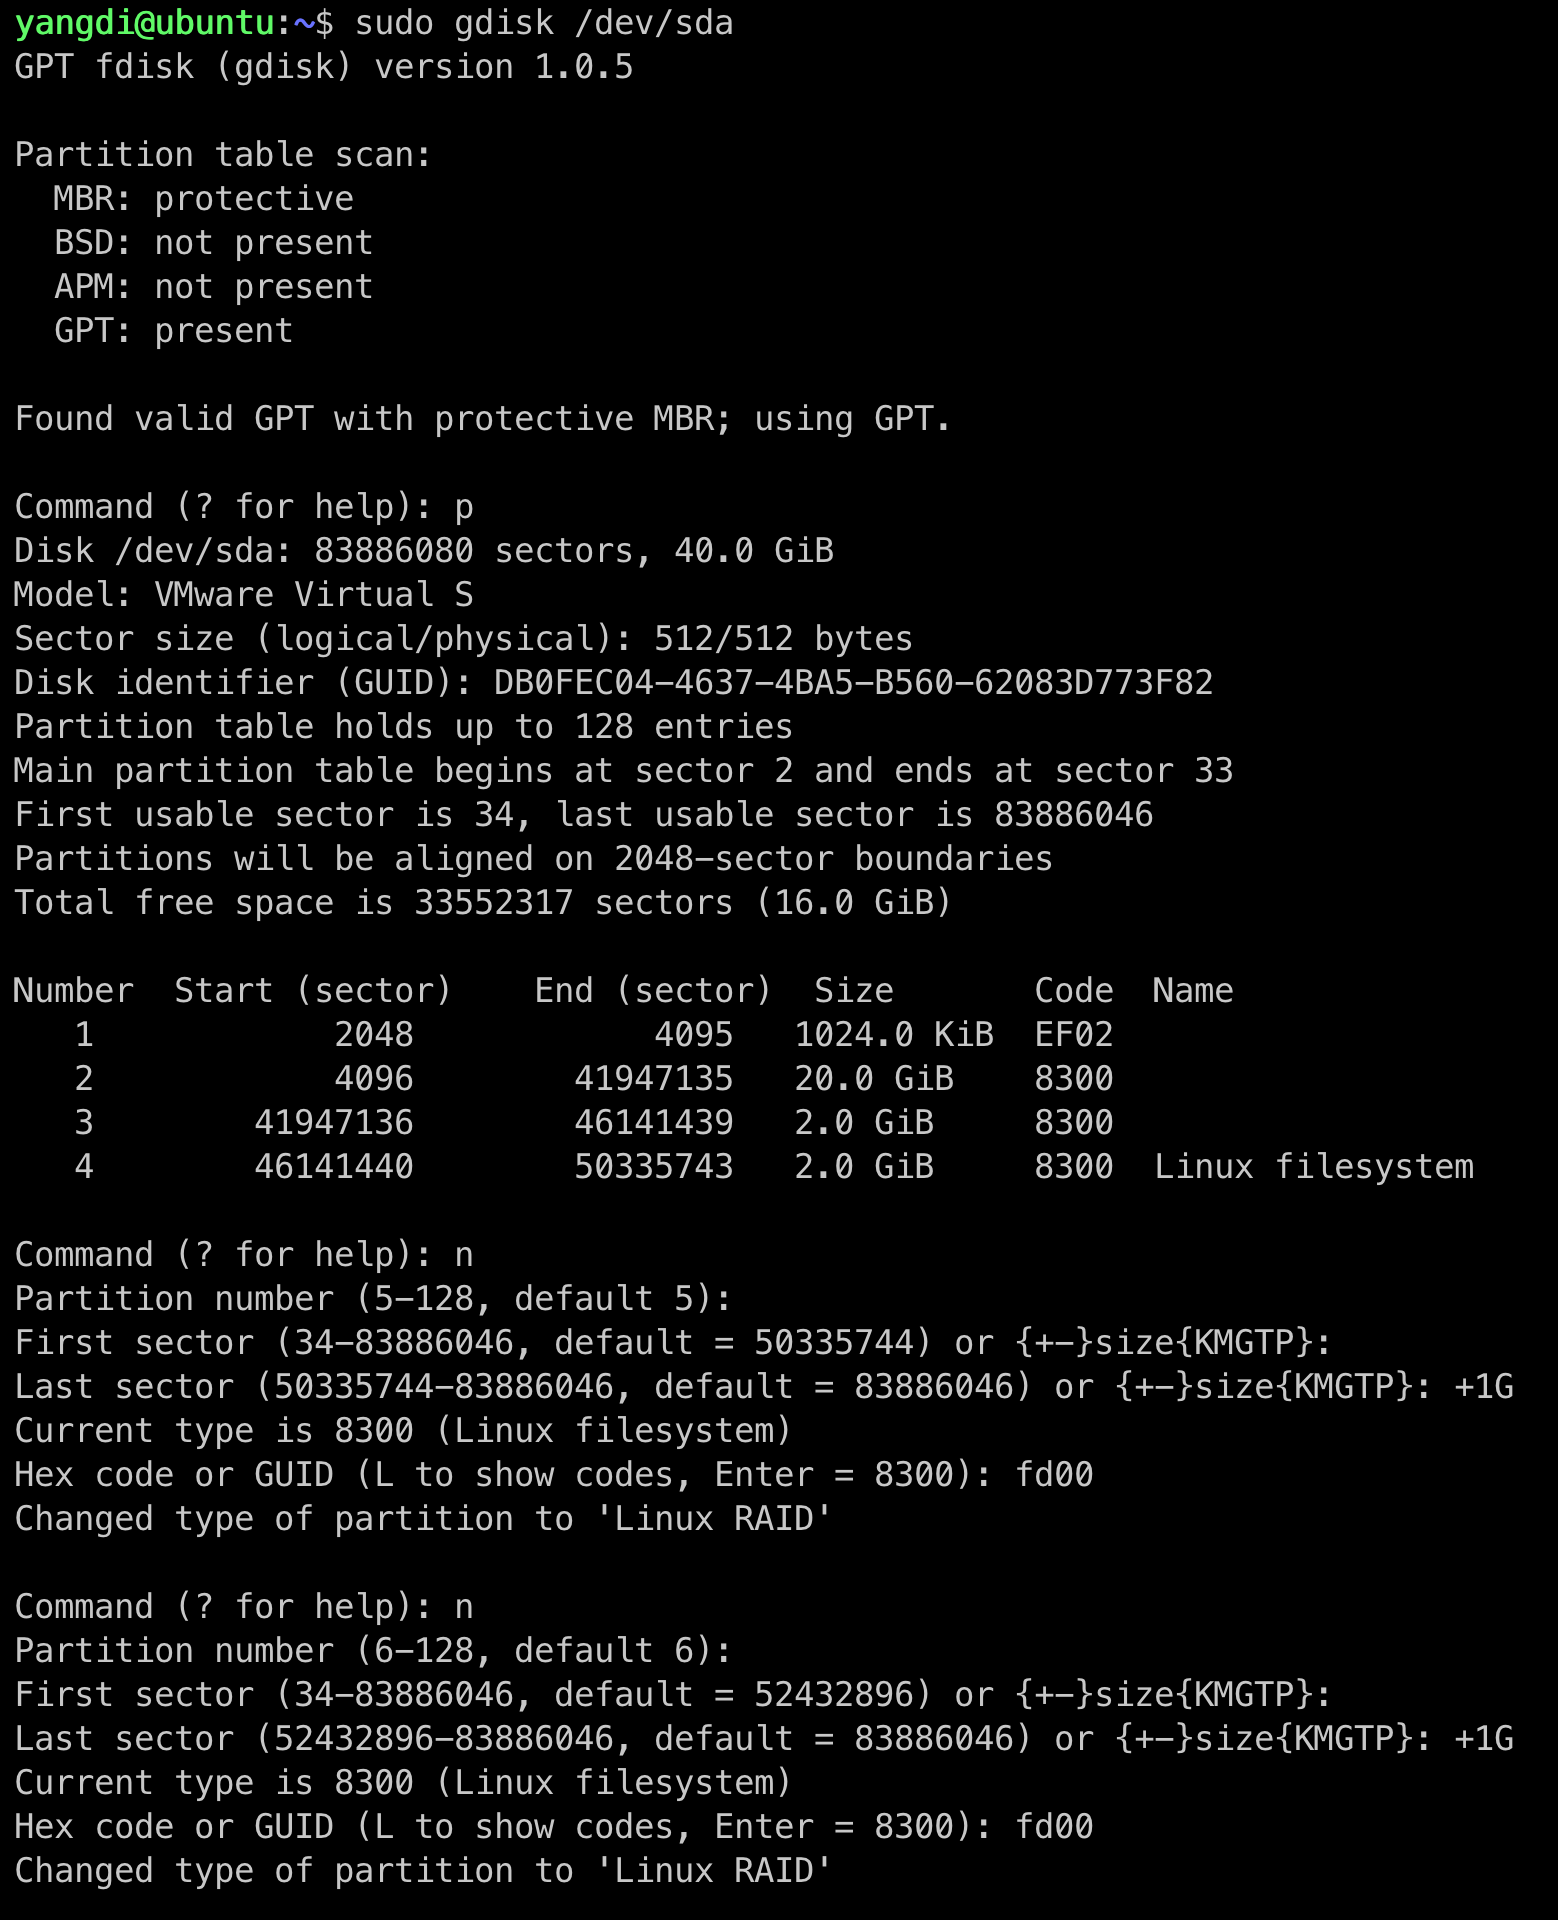 yangdi@ubuntu:~$ sudo gdisk /dev/sda
GPT fdisk (gdisk) version 1.0.5

Partition table scan:
  MBR: protective
  BSD: not present
  APM: not present
  GPT: present

Found valid GPT with protective MBR; using GPT.

Command (? for help): p
Disk /dev/sda: 83886080 sectors, 40.0 GiB
Model: VMware Virtual S
Sector size (logical/physical): 512/512 bytes
Disk identifier (GUID): DB0FEC04-4637-4BA5-B560-62083D773F82
Partition table holds up to 128 entries
Main partition table begins at sector 2 and ends at sector 33
First usable sector is 34, last usable sector is 83886046
Partitions will be aligned on 2048-sector boundaries
Total free space is 33552317 sectors (16.0 GiB)

Number  Start (sector)    End (sector)  Size       Code  Name
   1            2048            4095   1024.0 KiB  EF02
   2            4096        41947135   20.0 GiB    8300
   3        41947136        46141439   2.0 GiB     8300
   4        46141440        50335743   2.0 GiB     8300  Linux filesystem

Command (? for help): n
Partition number (5-128, default 5):
First sector (34-83886046, default = 50335744) or {+-}size{KMGTP}:
Last sector (50335744-83886046, default = 83886046) or {+-}size{KMGTP}: +1G
Current type is 8300 (Linux filesystem)
Hex code or GUID (L to show codes, Enter = 8300): fd00
Changed type of partition to 'Linux RAID'

Command (? for help): n
Partition number (6-128, default 6):
First sector (34-83886046, default = 52432896) or {+-}size{KMGTP}:
Last sector (52432896-83886046, default = 83886046) or {+-}size{KMGTP}: +1G
Current type is 8300 (Linux filesystem)
Hex code or GUID (L to show codes, Enter = 8300): fd00
Changed type of partition to 'Linux RAID'